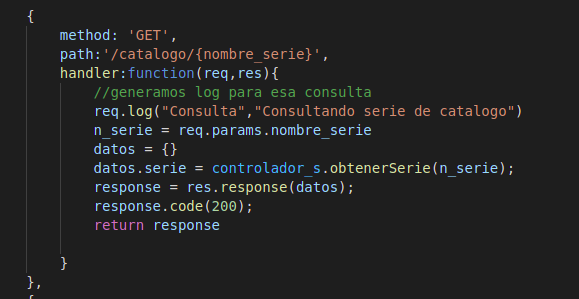 {
method: 'GET',
path:'/catalogo/{nombre_serie}',
handler:function(req,res){
//generamos log para esa consulta
req.log("Consulta","Consultando serie de catalogo")
n_serie = req.params.nombre_serie
datos = {}
datos.serie = controlador_s.obtenerSerie(n_serie);
response = res.response(datos);
response.code(200);
return response
}
},